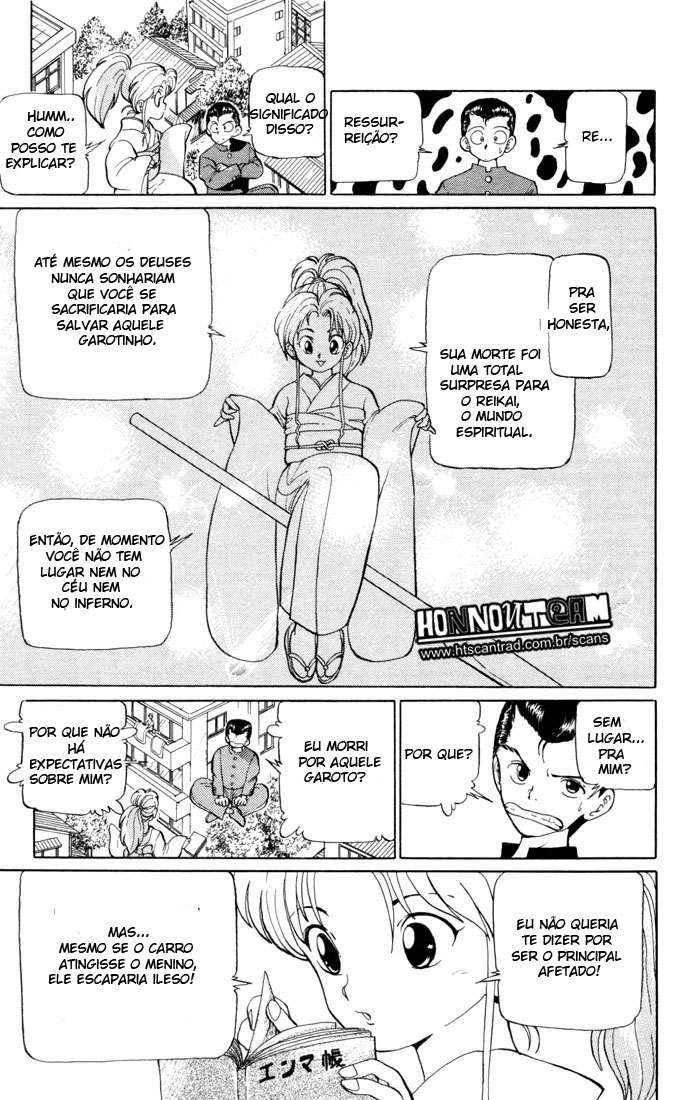 RE...
RESSUR-
REIÇÃO?
QUAL O
SIGNIFICADO
DISSO?
HUMM..
COMO
POSSO TE
EXPLICAR?
PRA
SER
HONESTA,
SUA MORTE FOI
UMA TOTAL
SURPRESA PARA
O REIKAI,
O MUNDO
ESPIRITUAL.
ATÉ MESMO OS DEUSES
NUNCA SONHARIAM
QUE VOCÊ SE
SACRIFICARIA PARA
SALVAR AQUELE
GAROTINHO.
ENTÃO, DE MOMENTO
VOCÊ NÃO TEM
LUGAR NEM NO
CÉU NEM
NO INFERNO.
HONNOUTEAM
www.htscantrad.com.br/scans
SEM
LUGAR...
PRA
MIM?
POR QUE?
EU MORRI
POR AQUELE
GAROTO?
POR QUE NÃO
HÁ
EXPECTATIVAS
SOBRE MIM?
EU NÃO QUERIA
TE DIZER POR
SER O PRINCIPAL
AFETADO!
MAS...
MESMO SE O CARRO
ATINGISSE O MENINO,
ELE ESCAPARIA ILESO!
エンマ帳